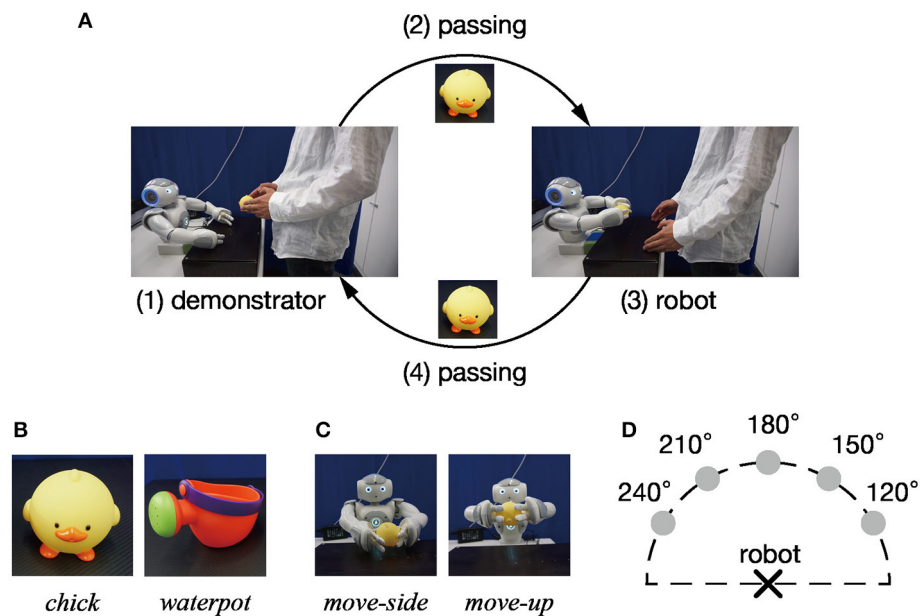 A
(2) passing
(1) demonstrator
(3) robot
(4) passing
B
C
D
chick
waterpot
move-side
move-up
240°
210°
180°
150°
120°
robot